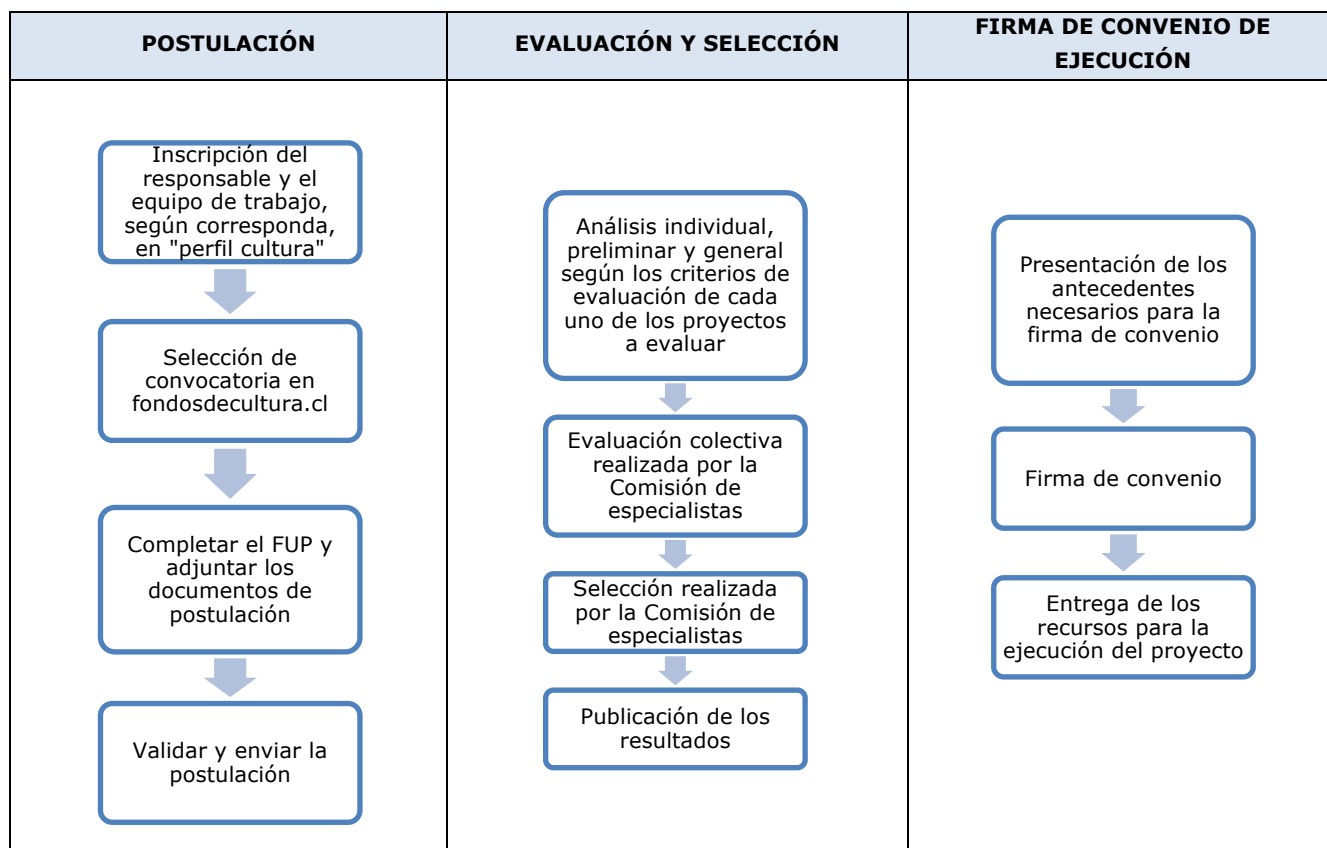 POSTULACIÓN
Inscripción del
responsable y el
equipo de trabajo,
según corresponda,
en "perfil cultura"
Selección de
convocatoria en
fondosdecultura.cl
Completar el FUP y
adjuntar los
documentos de
postulación
Validar y enviar la
postulación
EVALUACIÓN Y SELECCIÓN
Análisis individual,
preliminar y general
según los criterios de
evaluación de cada
uno de los proyectos
a evaluar
Evaluación colectiva
realizada por la
Comisión de
especialistas
Selección realizada
por la Comisión de
especialistas
Publicación de los
resultados
FIRMA DE CONVENIO DE
EJECUCIÓN
Presentación de los
antecedentes
necesarios para la
firma de convenio
Firma de convenio
Entrega de los
recursos para la
ejecución del proyecto